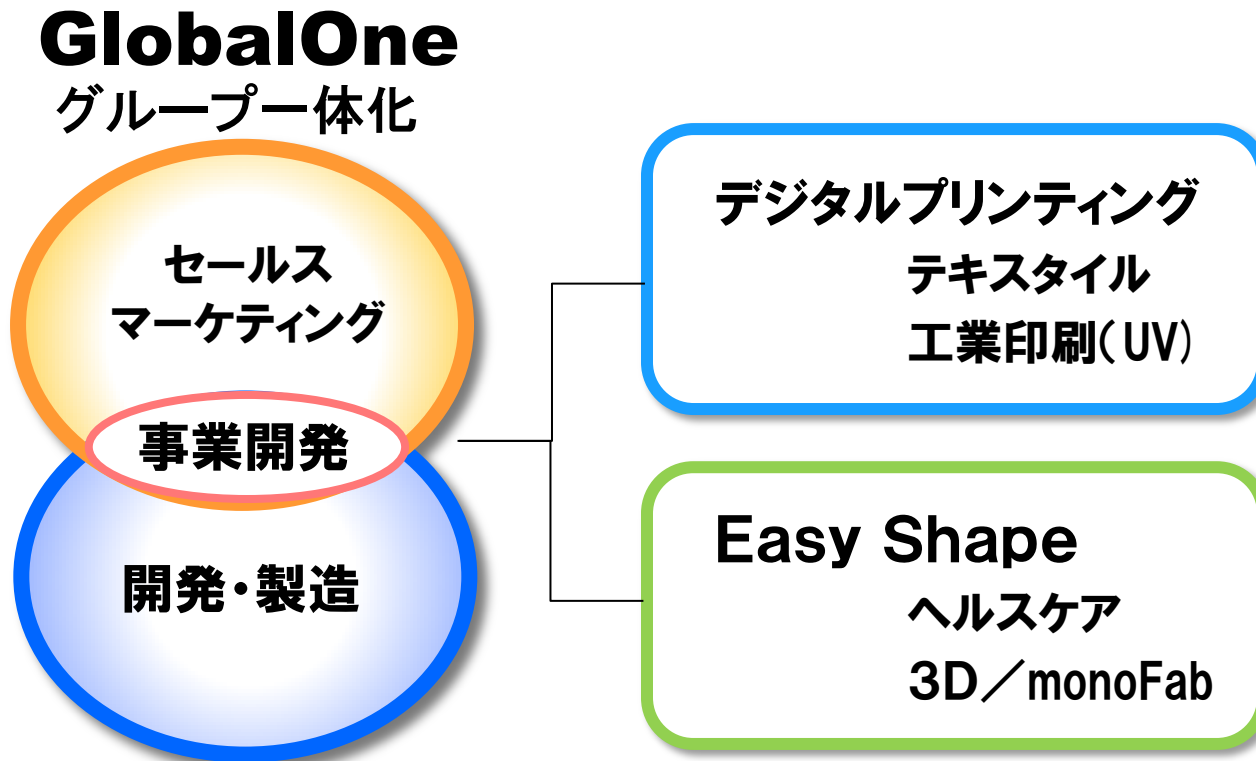 GlobalOne
グループ一体化
セールス
マーケティング
事業開発
開発・製造
デジタルプリンティング
テキスタイル
工業印刷(UV)
Easy Shape
ヘルスケア
3D／monoFab